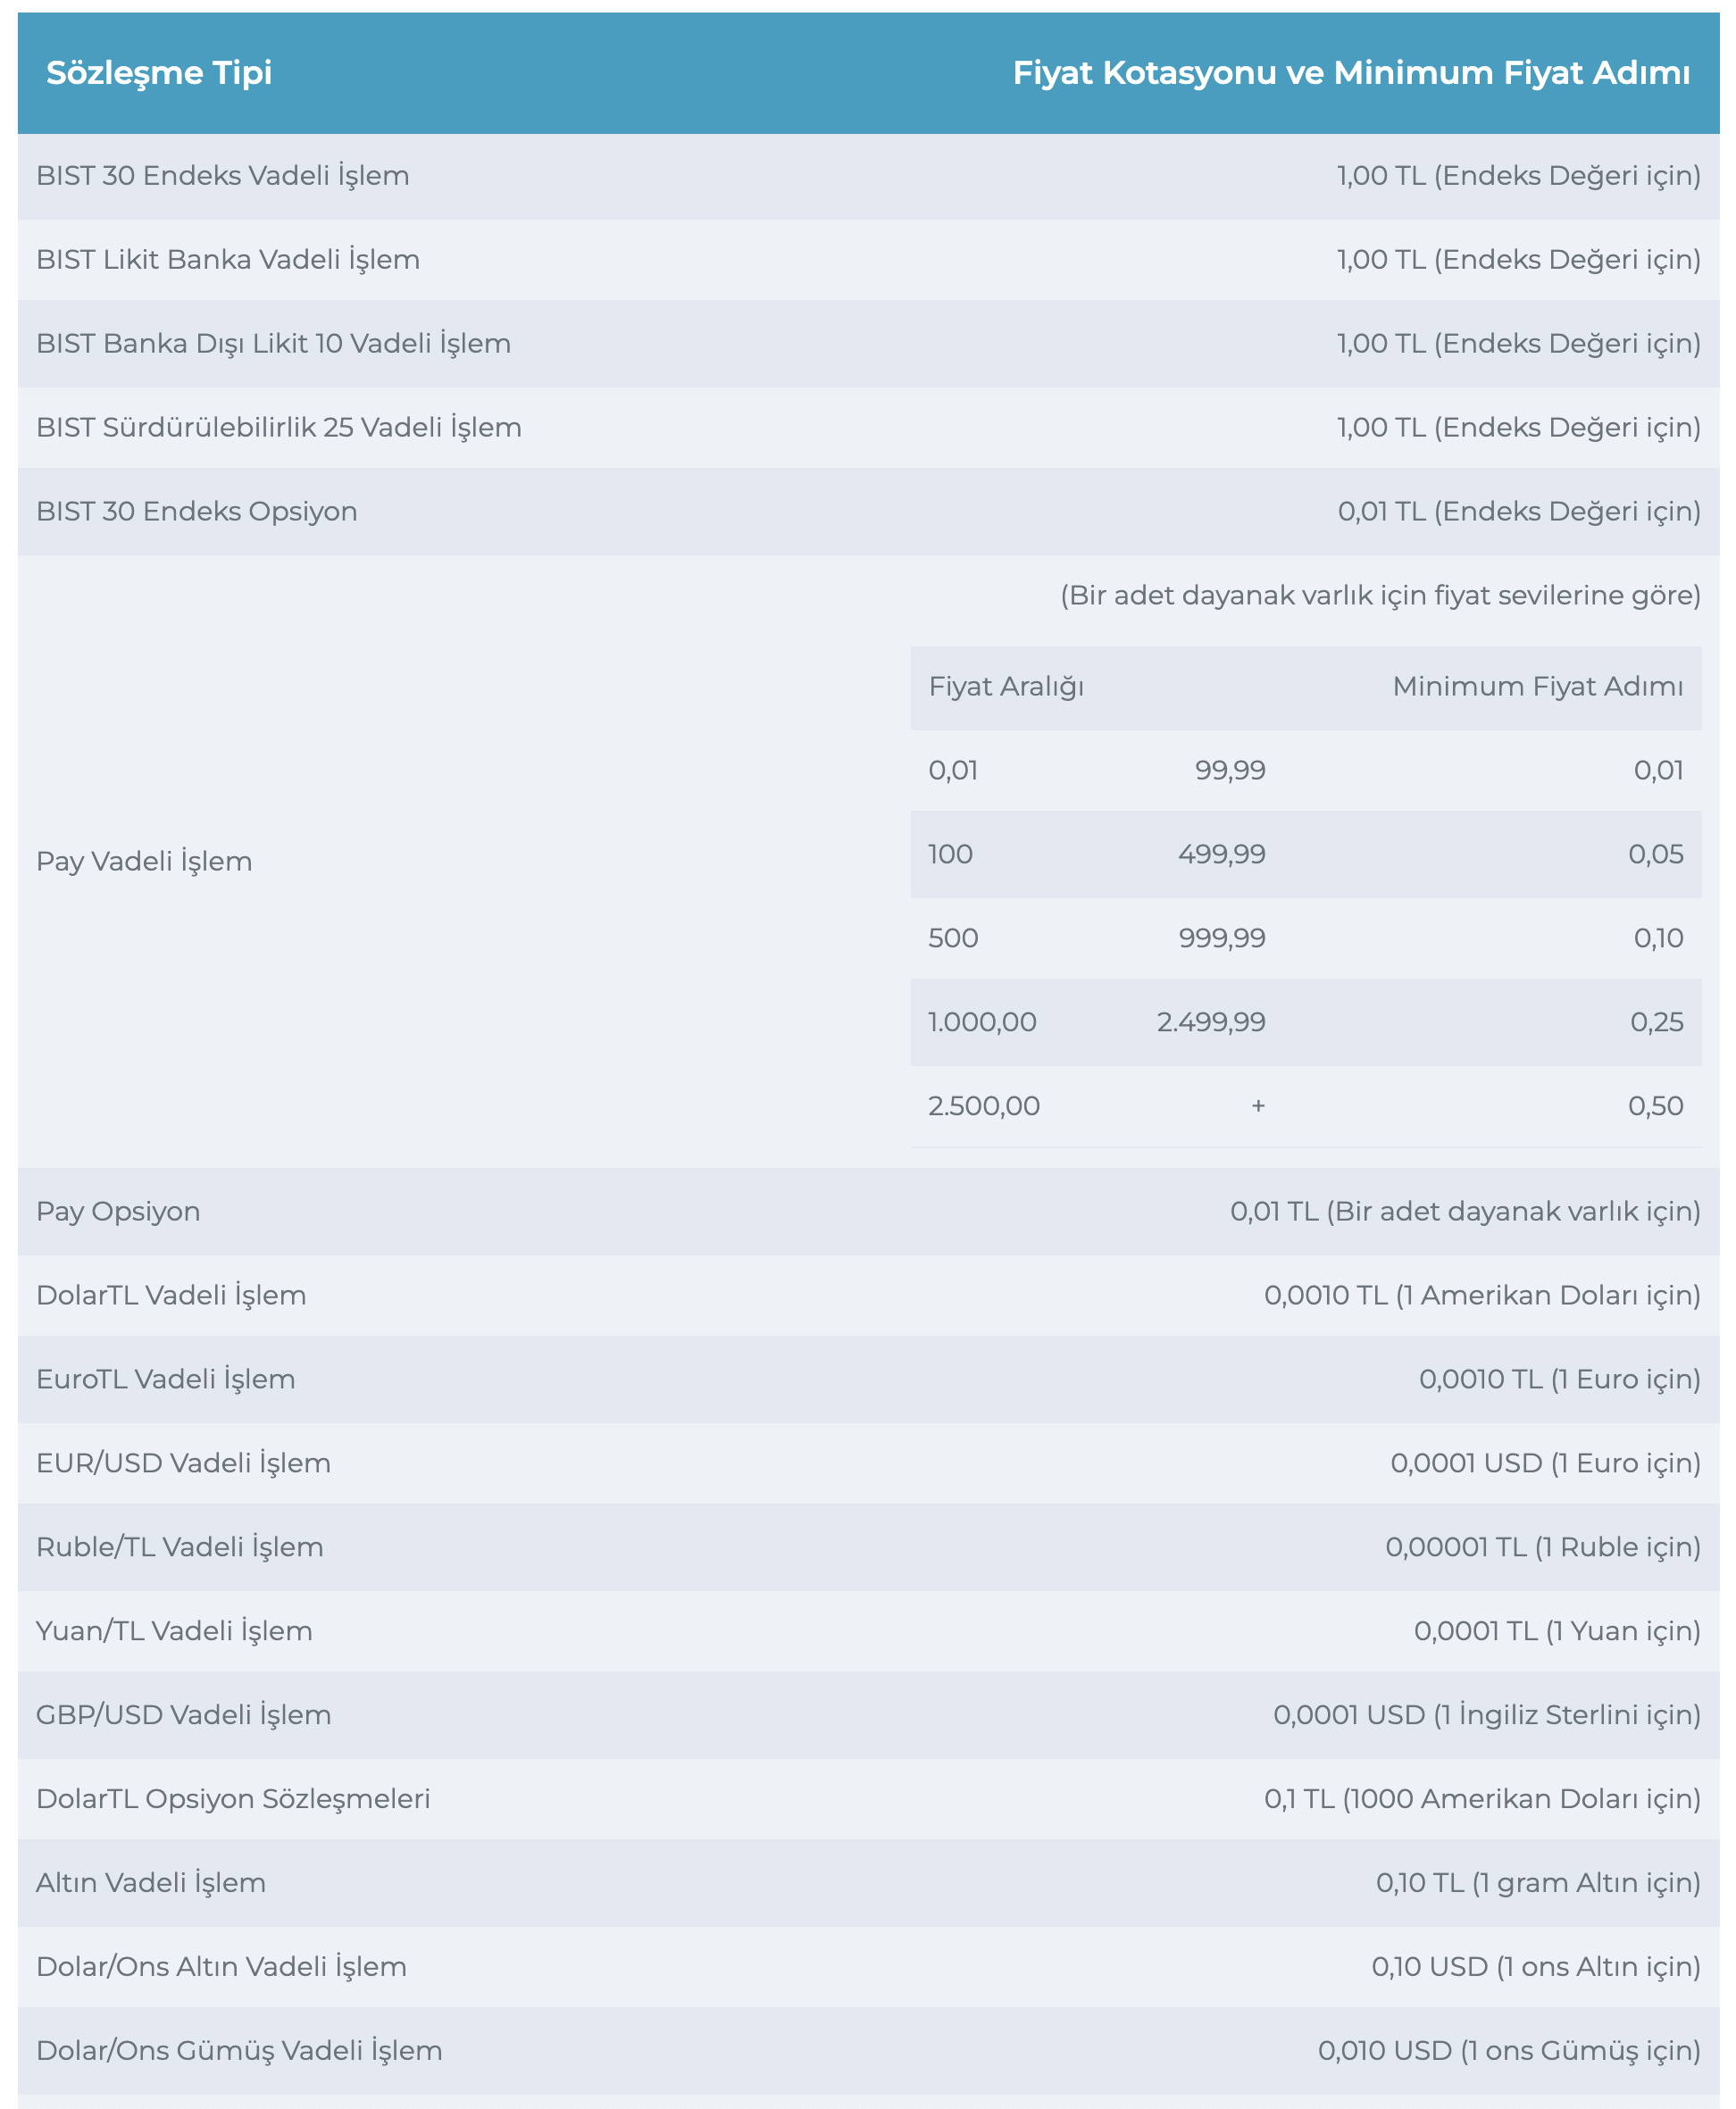 Sözleşme Tipi Fiyat Kotasyonu ve Minimum Fiyat Adımı
BIST 30 Endeks Vadeli İşlem 1,00 TL (Endeks Değeri için)
BIST Likit Banka Vadeli İşlem 1,00 TL (Endeks Değeri için)
BIST Banka Dışı Likit 10 Vadeli İşlem 1,00 TL (Endeks Değeri için)
BIST Sürdürülebilirlik 25 Vadeli İşlem 1,00 TL (Endeks Değeri için)
BIST 30 Endeks Opsiyon 0,01 TL (Endeks Değeri için)
Pay Vadeli İşlem
(Bir adet dayanak varlık için fiyat sevilerine göre)
Fiyat Aralığı Minimum Fiyat Adımı
0,01 99,99 0,01
100 499,99 0,05
500 999,99 0,10
1.000,00 2.499,99 0,25
2.500,00 + 0,50
Pay Opsiyon 0,01 TL (Bir adet dayanak varlık için)
DolarTL Vadeli İşlem 0,0010 TL (1 Amerikan Doları için)
EuroTL Vadeli İşlem 0,0010 TL (1 Euro için)
EUR/USD Vadeli İşlem 0,0001 USD (1 Euro için)
Ruble/TL Vadeli İşlem 0,00001 TL (1 Ruble için)
Yuan/TL Vadeli İşlem 0,0001 TL (1 Yuan için)
GBP/USD Vadeli İşlem 0,0001 USD (1 İngiliz Sterlini için)
DolarTL Opsiyon Sözleşmeleri 0,1 TL (1000 Amerikan Doları için)
Altın Vadeli İşlem 0,10 TL (1 gram Altın için)
Dolar/Ons Altın Vadeli İşlem 0,10 USD (1 ons Altın için)
Dolar/Ons Gümüş Vadeli İşlem 0,010 USD (1 ons Gümüş için)